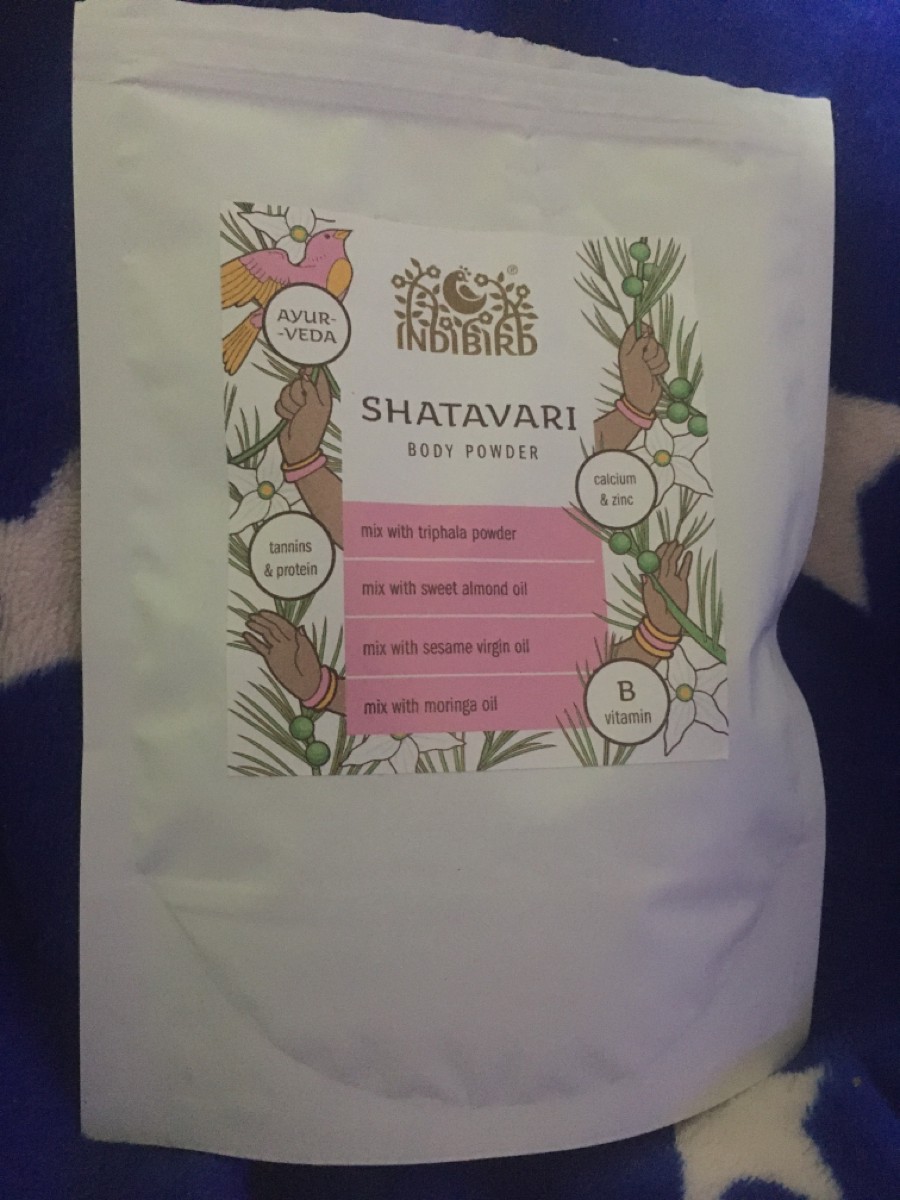 AYUR-
-VEDA
®
INDIBIRD
SHATAVARI
BODY POWDER
calcium
& zinc
tannins
& protein
mix with triphala powder
mix with sweet almond oil
mix with sesame virgin oil
mix with moringa oil
B
vitamin